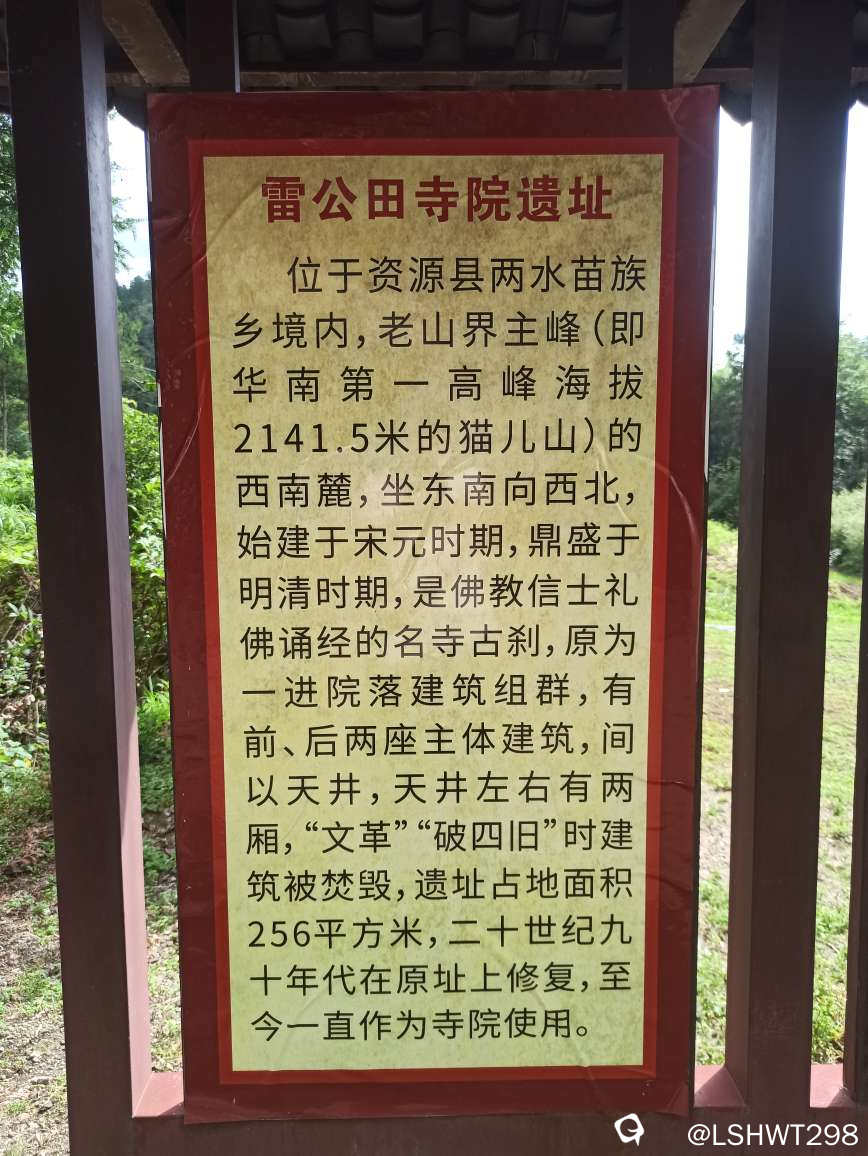 雷公田寺院遗址
位于资源县两水苗族
乡境内，老山界主峰（即
华南第一高峰海拔
2141.5米的猫儿山）的
西南麓，坐东南向西北，
始建于宋元时期，鼎盛于
明清时期，是佛教信士礼
佛诵经的名寺古刹，原为
一进院落建筑组群，有
前、后两座主体建筑，间
以天井，天井左右有两
厢，“文革”“破四旧”时建
筑被焚毁，遗址占地面积
256平方米，二十世纪九
十年代在原址上修复，至
今一直作为寺院使用。
@LSHWT298